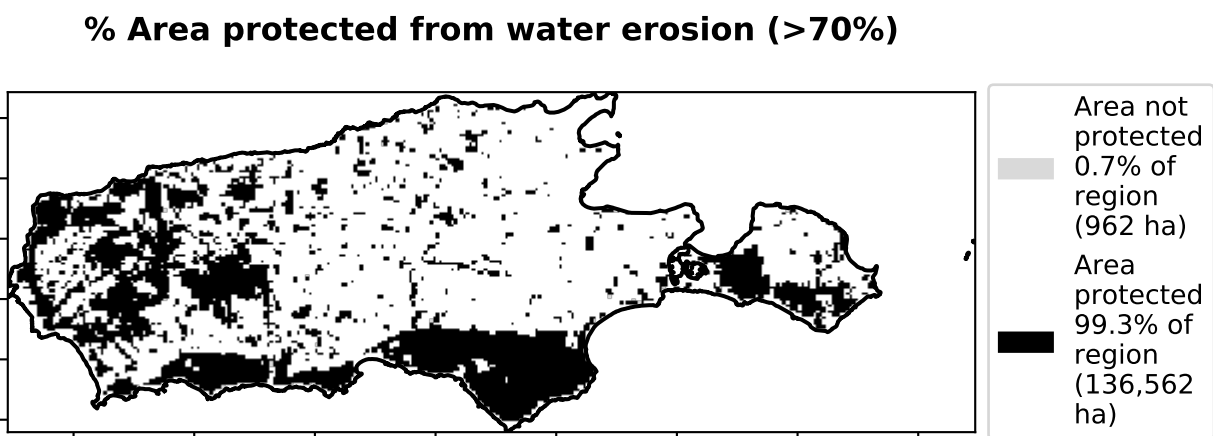 % Area protected from water erosion (>70%)
Area not
protected
0.7% of
region
(962 ha)
Area
protected
99.3% of
region
(136,562
ha)